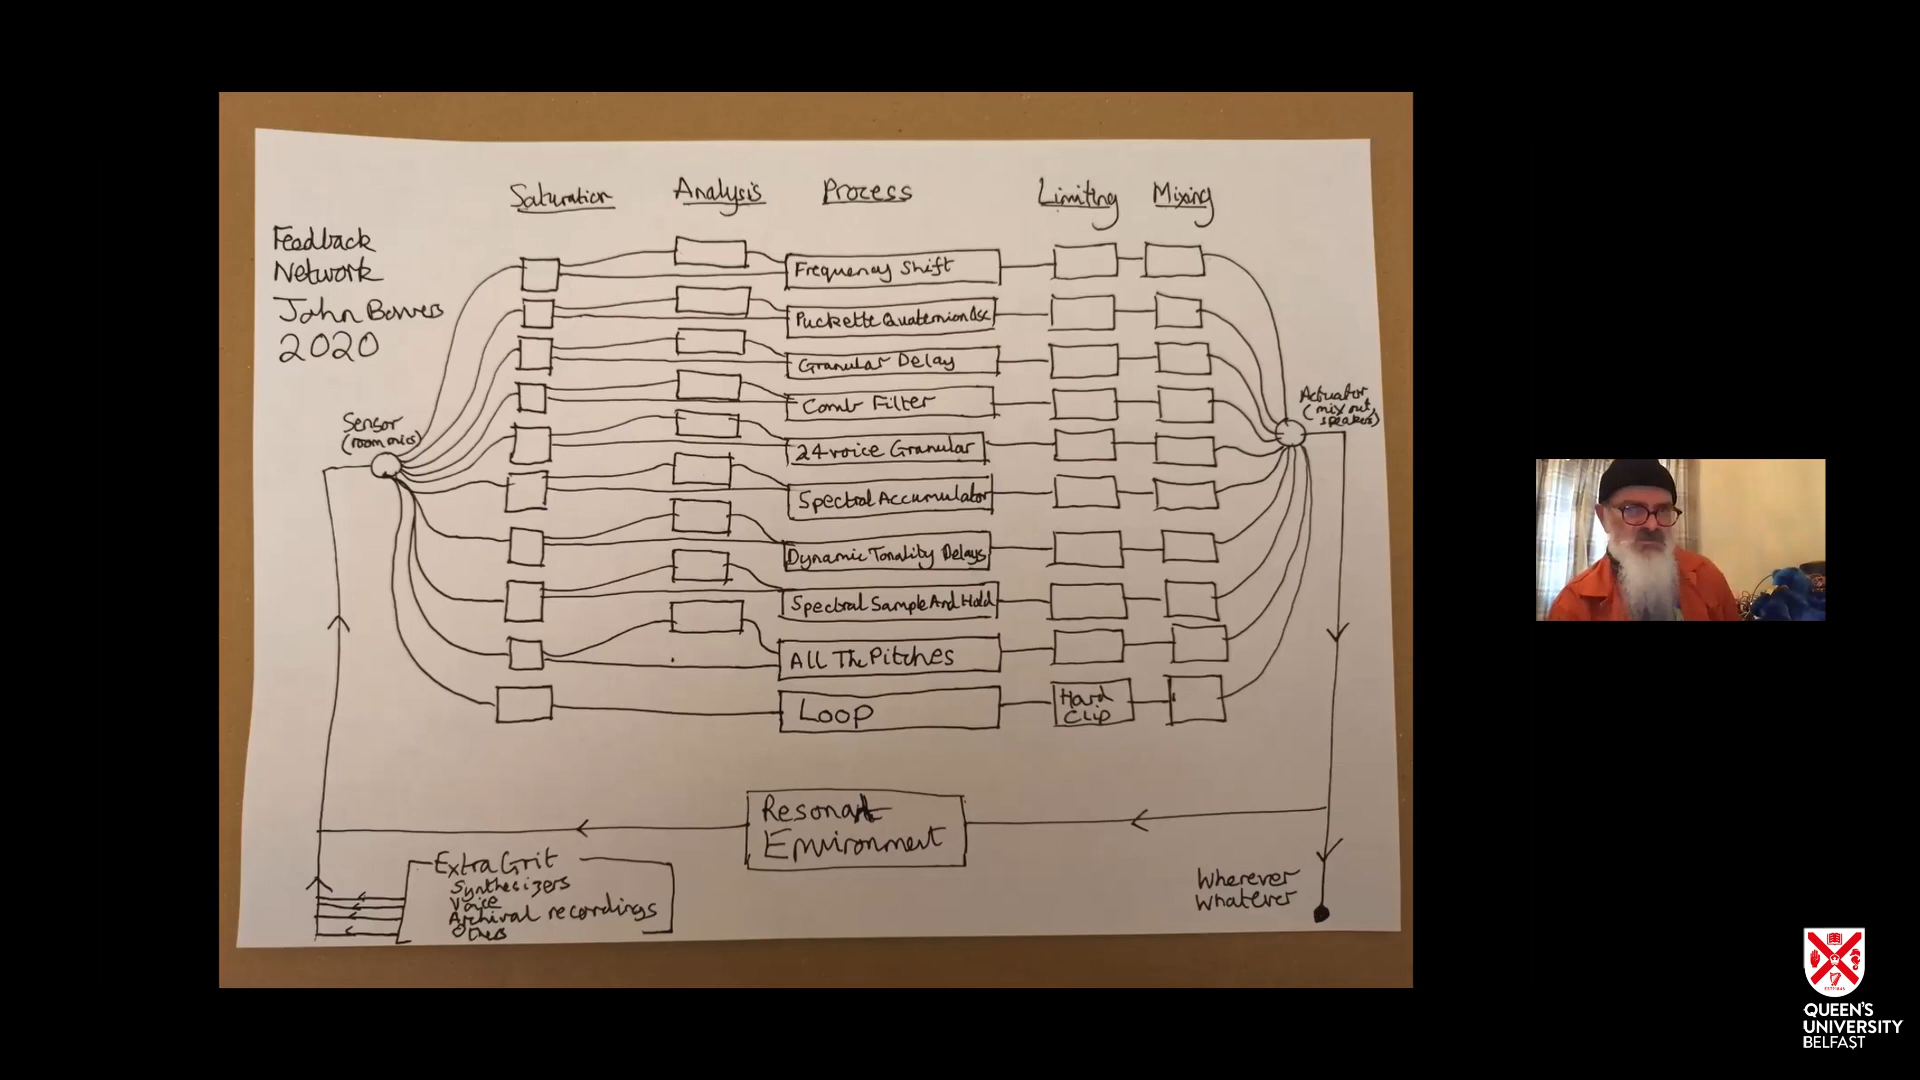 Saturation Analysis Process Limiting Mixing
Feedback
Network
John Bowers
2020
Frequency Shift
Puckette Quaternion Osc
Granular Delay
Comb Filter
24 voice Granular
Spectral Accumulator
Dynamic Tonality Delays
Spectral Sample And Hold
All The Pitches
Loop
Hard
Clip
Sensor
(room mics)
Actuator
(mix out,
speakers)
Resonant
Environment
Extra Grit
Synthesizers
Voice
Archival recordings
Others
Wherever
Whatever
EST 1845
QUEEN'S
UNIVERSITY
BELFAST